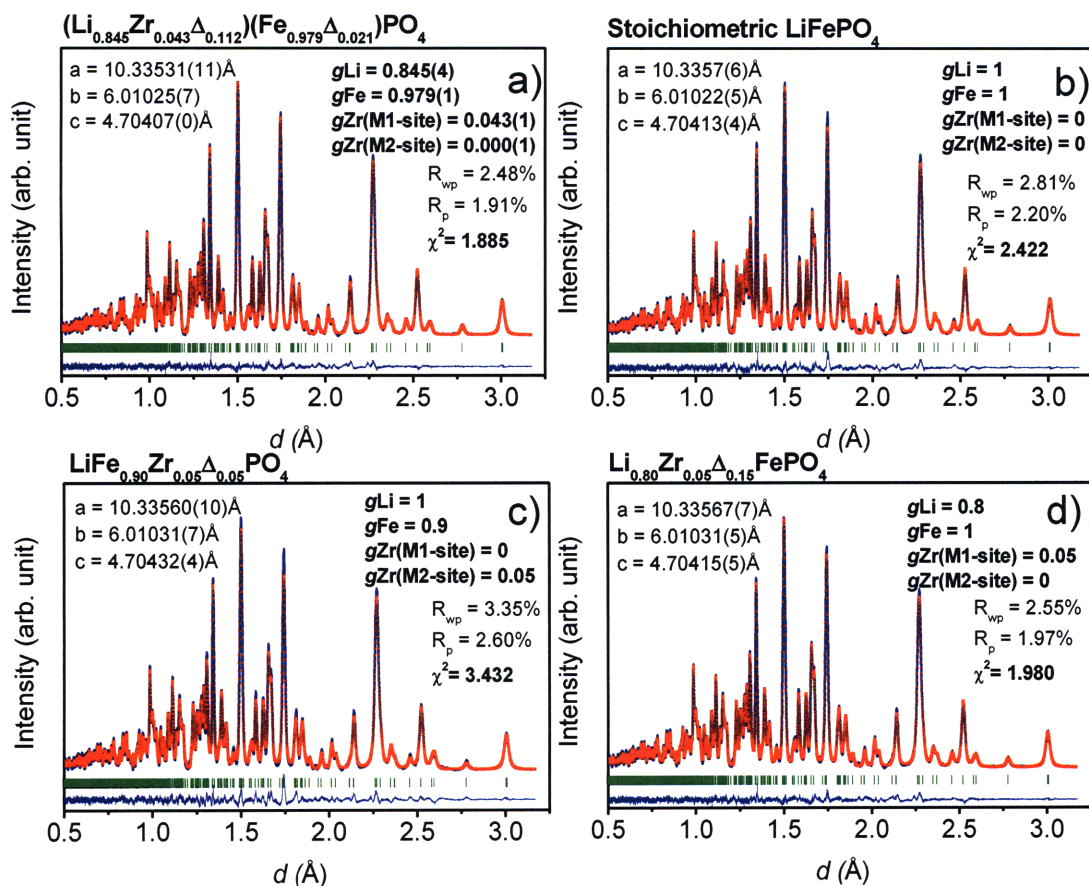 (Li₀.₈₄₅Zr₀.₀₄₃Δ₀.₁₁₂)(Fe₀.₉₇₉Δ₀.₀₂₁)PO₄
a = 10.33531(11)Å
b = 6.01025(7)
c = 4.70407(0)Å
gLi = 0.845(4)
gFe = 0.979(1)
gZr(M1-site) = 0.043(1)
gZr(M2-site) = 0.000(1)
a)
R_wp = 2.48%
R_p = 1.91%
χ² = 1.885
Intensity (arb. unit)
0.5 1.0 1.5 2.0 2.5 3.0
d (Å)
Stoichiometric LiFePO₄
a = 10.3357(6)Å
b = 6.01022(5)Å
c = 4.70413(4)Å
gLi = 1
gFe = 1
gZr(M1-site) = 0
gZr(M2-site) = 0
b)
R_wp = 2.81%
R_p = 2.20%
χ² = 2.422
Intensity (arb. unit)
0.5 1.0 1.5 2.0 2.5 3.0
d (Å)
LiFe₀.₉₀Zr₀.₀₅Δ₀.₀₅PO₄
a = 10.33560(10)Å
b = 6.01031(7)Å
c = 4.70432(4)Å
gLi = 1
gFe = 0.9
gZr(M1-site) = 0
gZr(M2-site) = 0.05
c)
R_wp = 3.35%
R_p = 2.60%
χ² = 3.432
Intensity (arb. unit)
0.5 1.0 1.5 2.0 2.5 3.0
d (Å)
Li₀.₈₀Zr₀.₀₅Δ₀.₁₅FePO₄
a = 10.33567(7)Å
b = 6.01031(5)Å
c = 4.70415(5)Å
gLi = 0.8
gFe = 1
gZr(M1-site) = 0.05
gZr(M2-site) = 0
d)
R_wp = 2.55%
R_p = 1.97%
χ² = 1.980
Intensity (arb. unit)
0.5 1.0 1.5 2.0 2.5 3.0
d (Å)